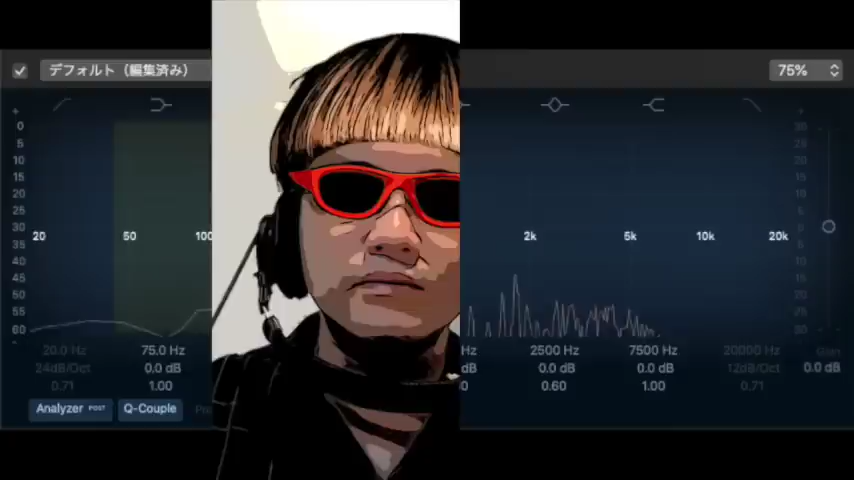 デフォルト（編集済み） 75%
+ +
0 30
5 25
10 20
15 15
20 10
25 5
20 50 100 2k 5k 10k 20k
30 0
35 5
40 10
45 15
50 20
55 25
60 30
- -
20.0 Hz 75.0 Hz Hz 2500 Hz 7500 Hz 20000 Hz Gain
24dB/Oct 0.0 dB dB 0.0 dB 0.0 dB 12dB/Oct 0.0 dB
0.71 1.00 0 0.60 1.00 0.71
Analyzer POST Q-Couple